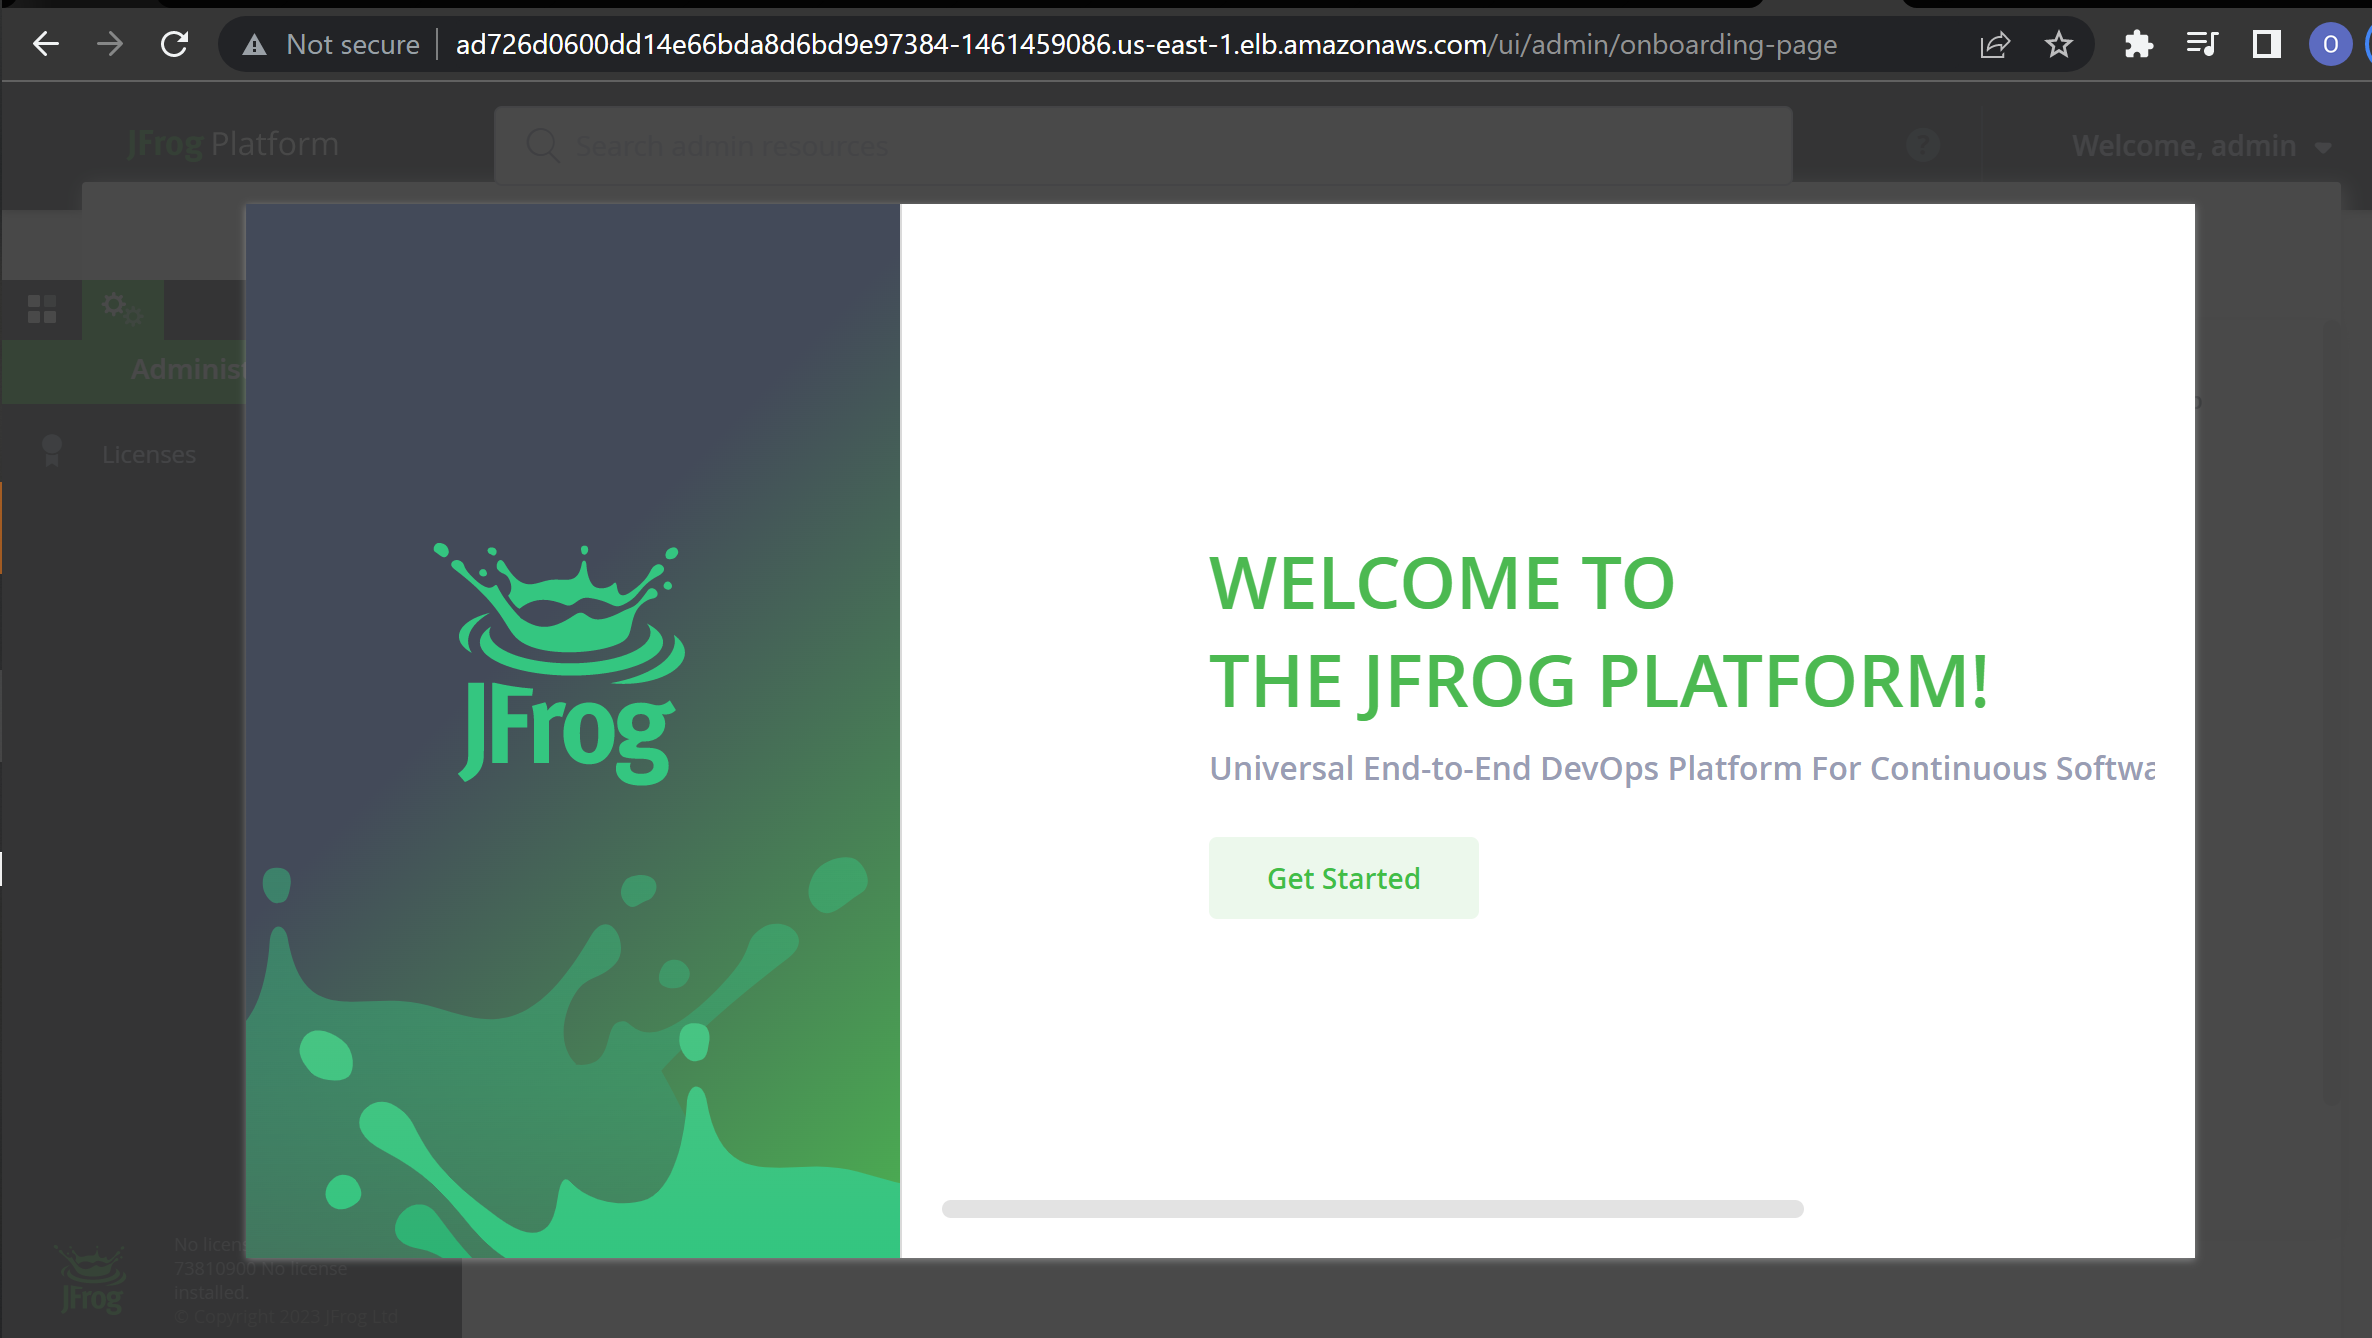 Not secure
ad726d0600dd14e66bda8d6bd9e97384-1461459086.us-east-1.elb.amazonaws.com/ui/admin/onboarding-page
O
JFrog Platform
Search admin resources
?
Welcome, admin
Adminis
Licenses
JFrog
WELCOME TO
THE JFROG PLATFORM!
Universal End-to-End DevOps Platform For Continuous Softwa
Get Started
JFrog
No licen
73810900 No license
installed.
© Copyright 2023 JFrog Ltd